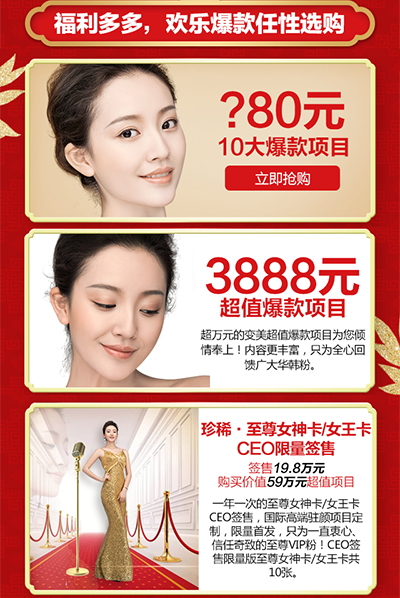 福利多多，欢乐爆款任性选购
?80元
10大爆款项目
立即抢购
3888元
超值爆款项目
超万元的变美超值爆款项目为您倾
情奉上！内容更丰富，只为全心回
馈广大华韩粉。
珍稀·至尊女神卡/女王卡
CEO限量签售
签售19.8万元
购买价值59万元超值项目
一年一次的至尊女神卡/女王卡
CEO签售，国际高端驻颜项目定
制，限量首发，只为一直衷心、
信任奇致的至尊VIP粉！CEO签
售限量版至尊女神卡/女王卡共
10张。